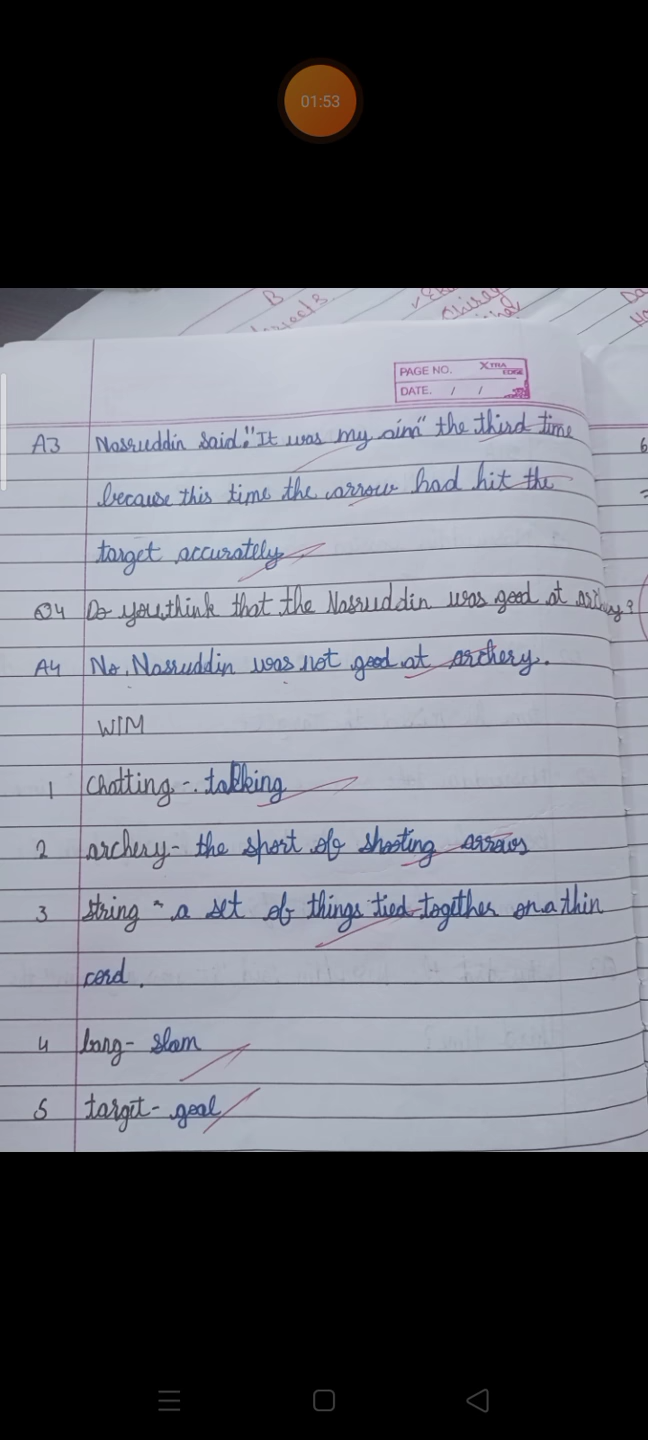 01:53
B
PAGE NO. XTRA EDGE
DATE. / /
A3 Nasruddin said."It was my aim" the third time
because this time the arrow had hit the
target accurately
Q4 Do you think that the Nasruddin was good at archery?
A4 No. Nasruddin was not good at archery.
W/M
1 Chatting - talking
2 archery - the sport of shooting arrows
3 string - a set of things tied together on a thin
cord.
4 bang - slam
5 target - goal